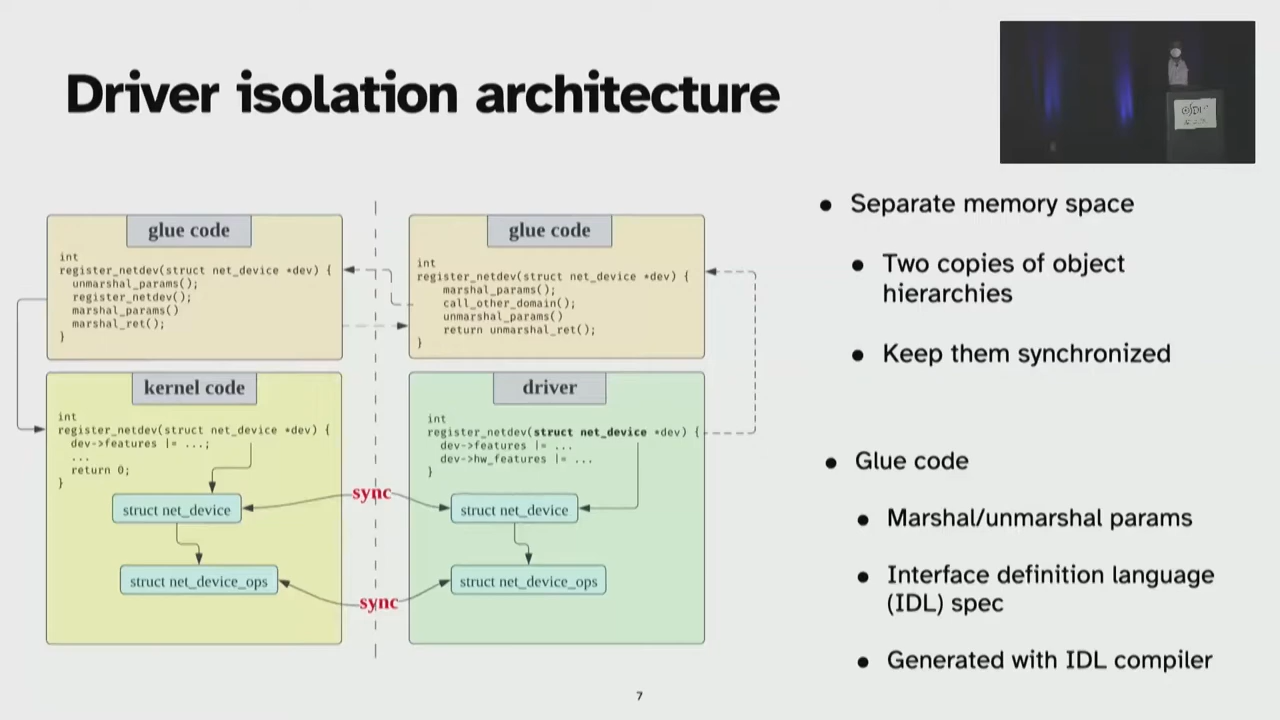 Driver isolation architecture
OSDI
glue code
int
register_netdev(struct net_device *dev) {
unmarshal_params();
register_netdev();
marshal_params()
marshal_ret();
}
glue code
int
register_netdev(struct net_device *dev) {
marshal_params();
call_other_domain();
unmarshal_params()
return unmarshal_ret();
}
kernel code
int
register_netdev(struct net_device *dev) {
dev->features |= ...;
...
return 0;
}
struct net_device
struct net_device_ops
driver
int
register_netdev(struct net_device *dev) {
dev->features |= ...
dev->hw_features |= ...
}
struct net_device
struct net_device_ops
sync
sync
● Separate memory space
● Two copies of object
hierarchies
● Keep them synchronized
● Glue code
● Marshal/unmarshal params
● Interface definition language
(IDL) spec
● Generated with IDL compiler
7